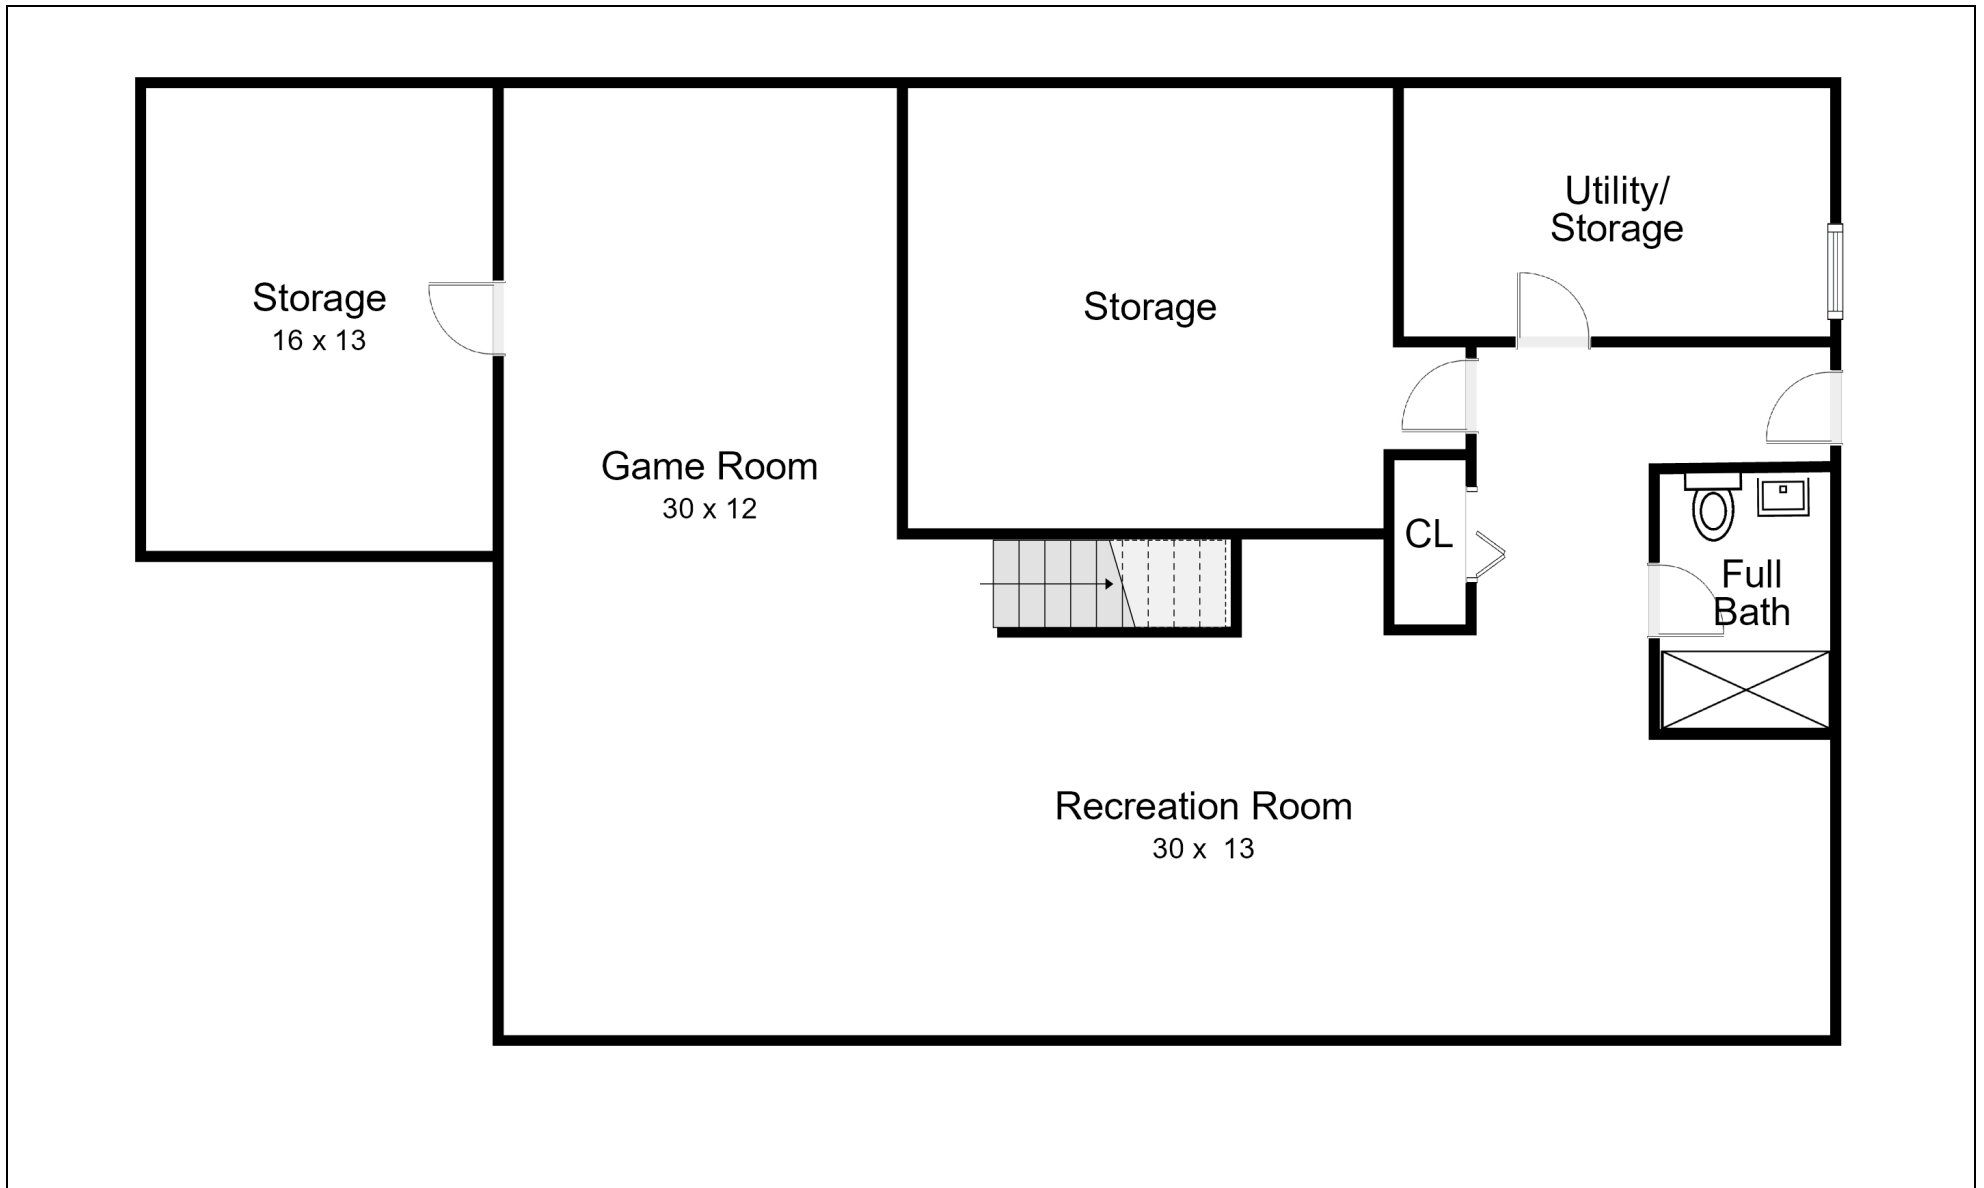 Utility/
Storage
Storage
16 x 13
Storage
Game Room
30 x 12
CL
Full
Bath
Recreation Room
30 x  13